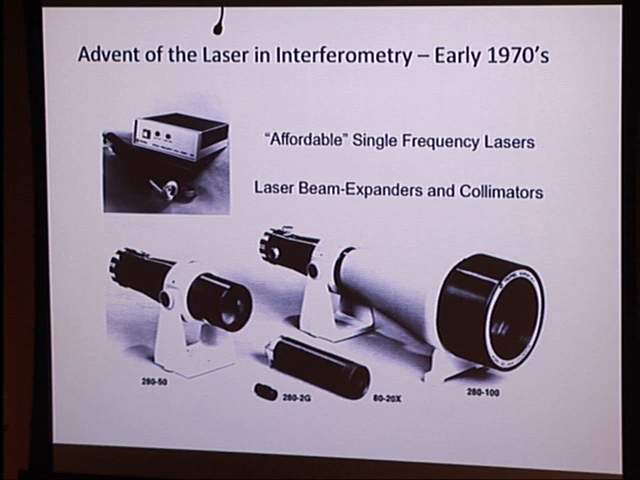 Advent of the Laser in Interferometry – Early 1970's
"Affordable" Single Frequency Lasers
Laser Beam-Expanders and Collimators
280-50
280-2G
80-20X
280-100